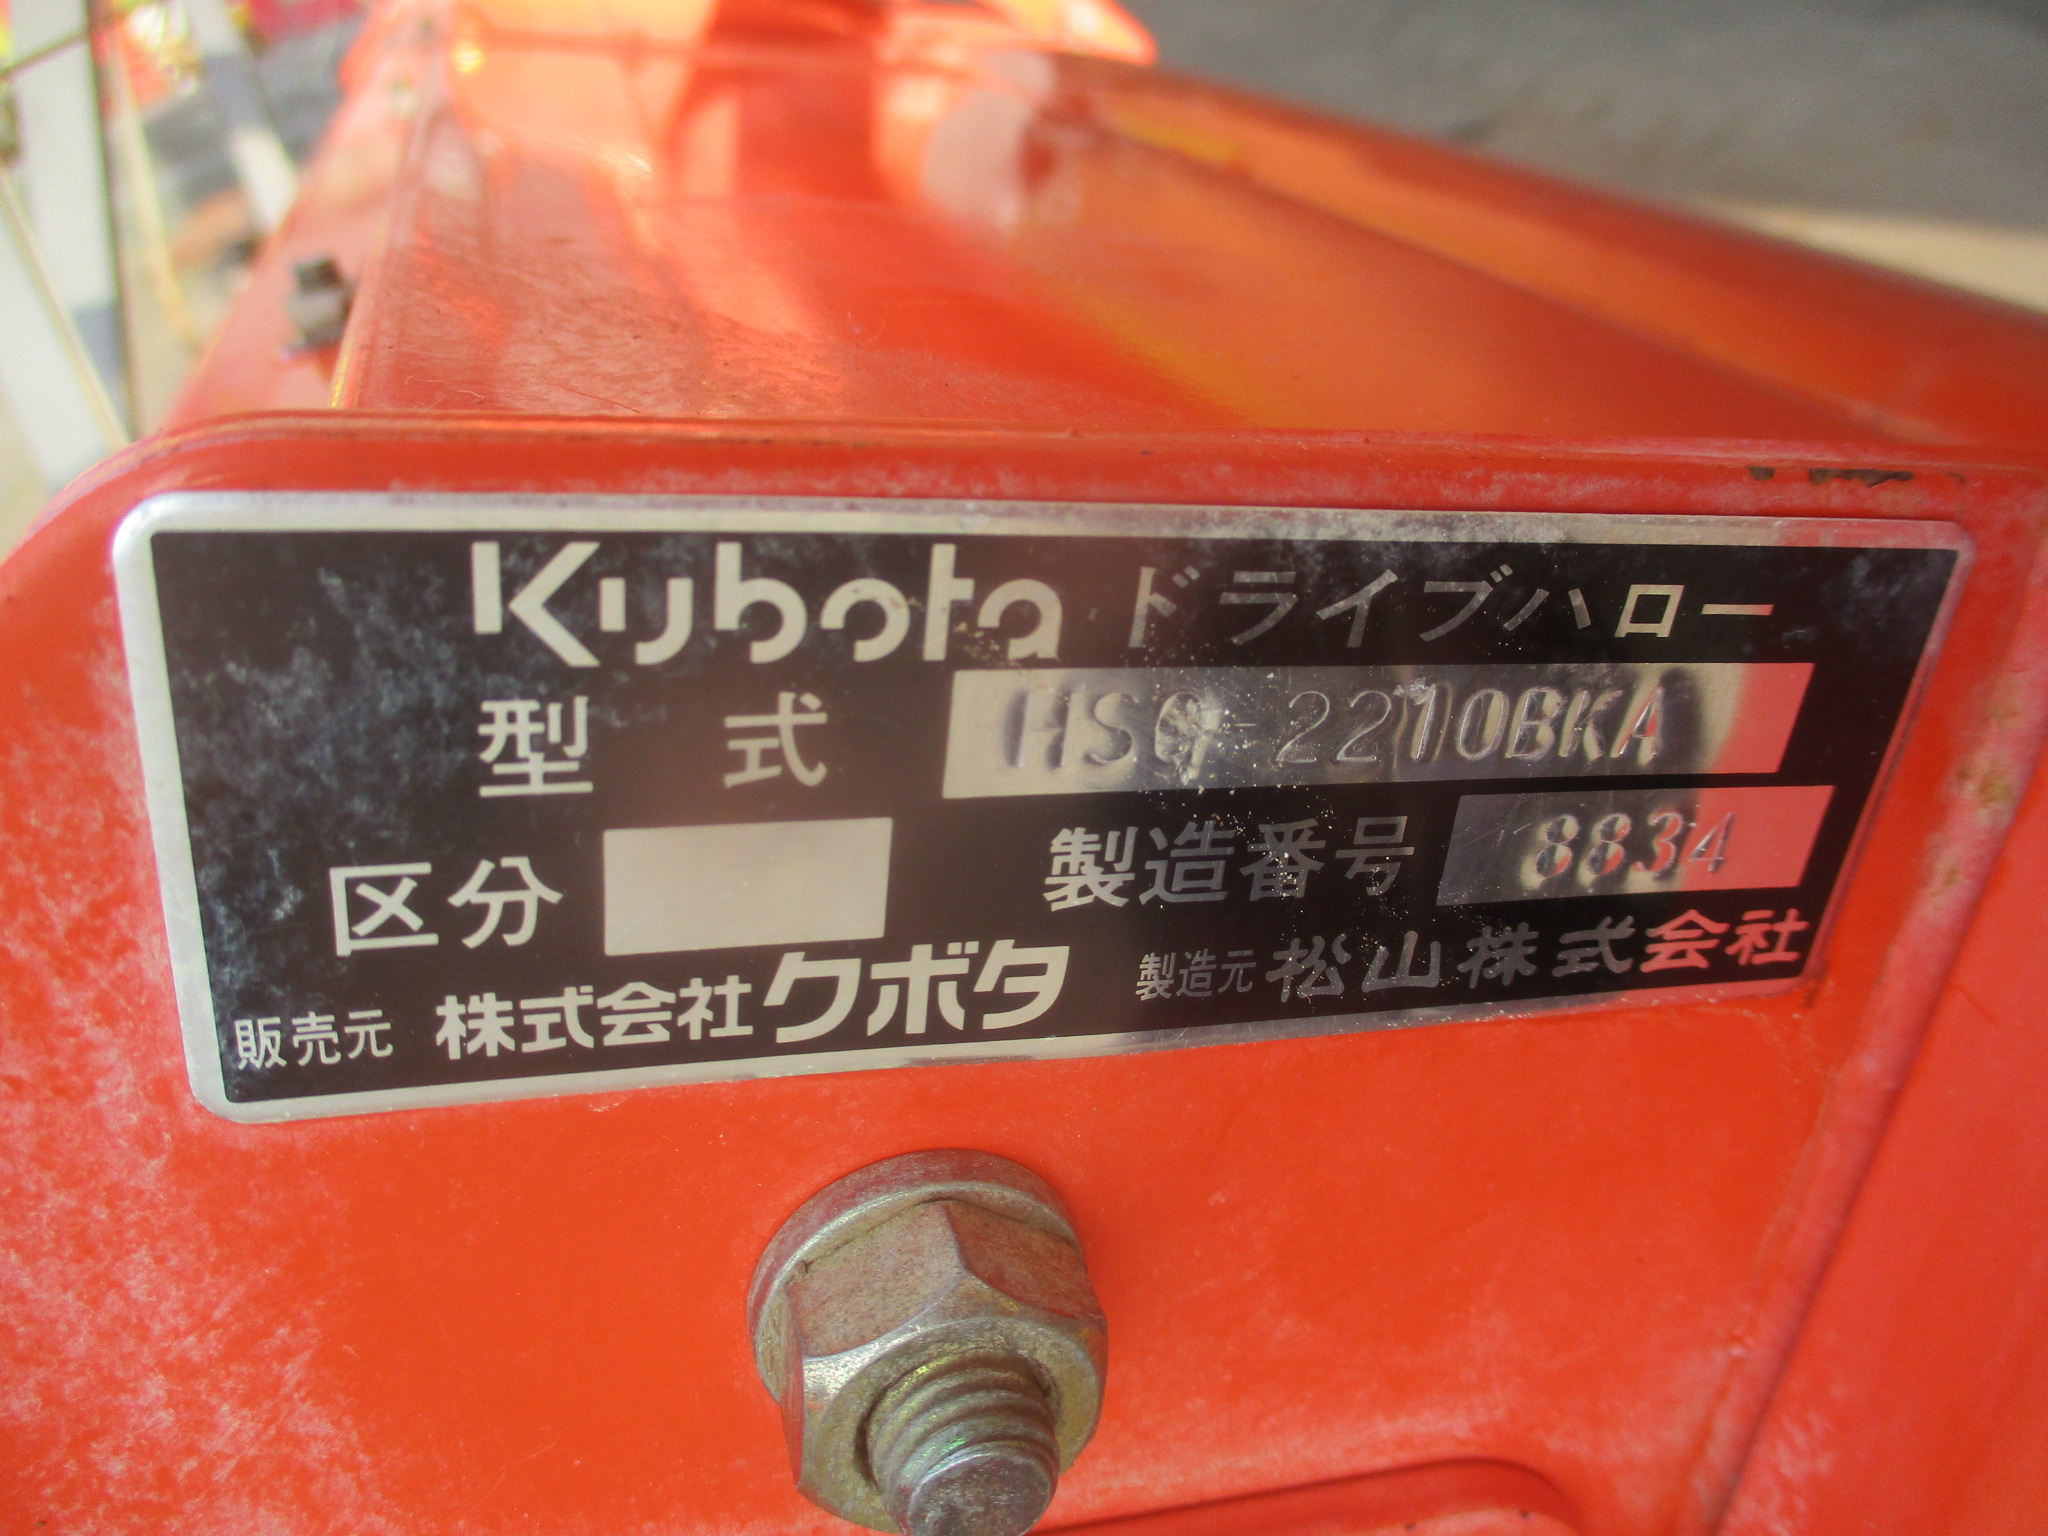 Kubota ドライブハロー
型式 HSQ-2210BKA
区分 製造番号 8834
販売元 株式会社クボタ 製造元 松山株式会社